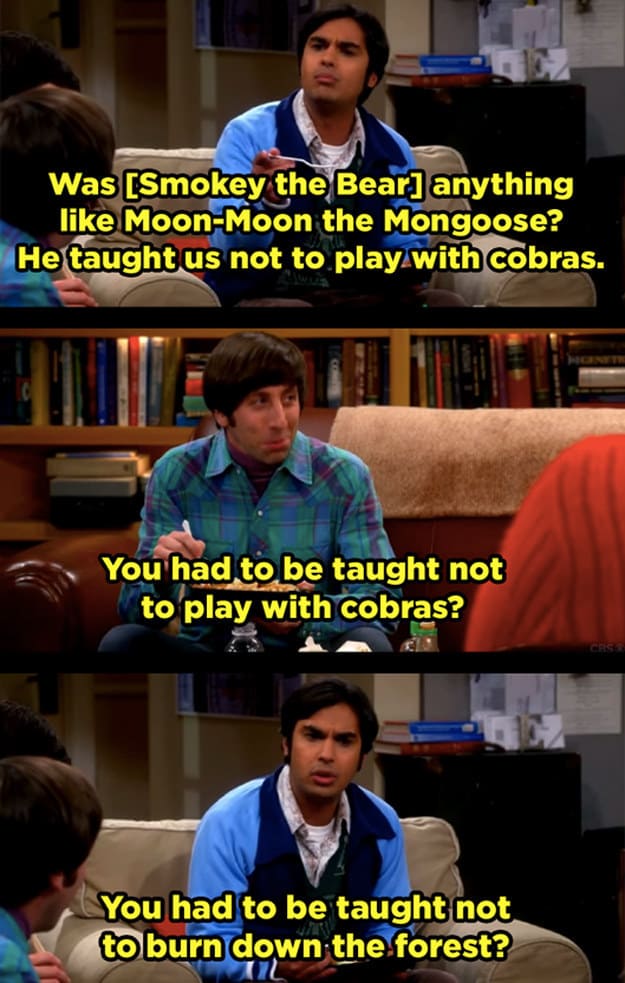 Was [Smokey the Bear] anything
like Moon-Moon the Mongoose?
He taught us not to play with cobras.
You had to be taught not
to play with cobras?
CBS
You had to be taught not
to burn down the forest?